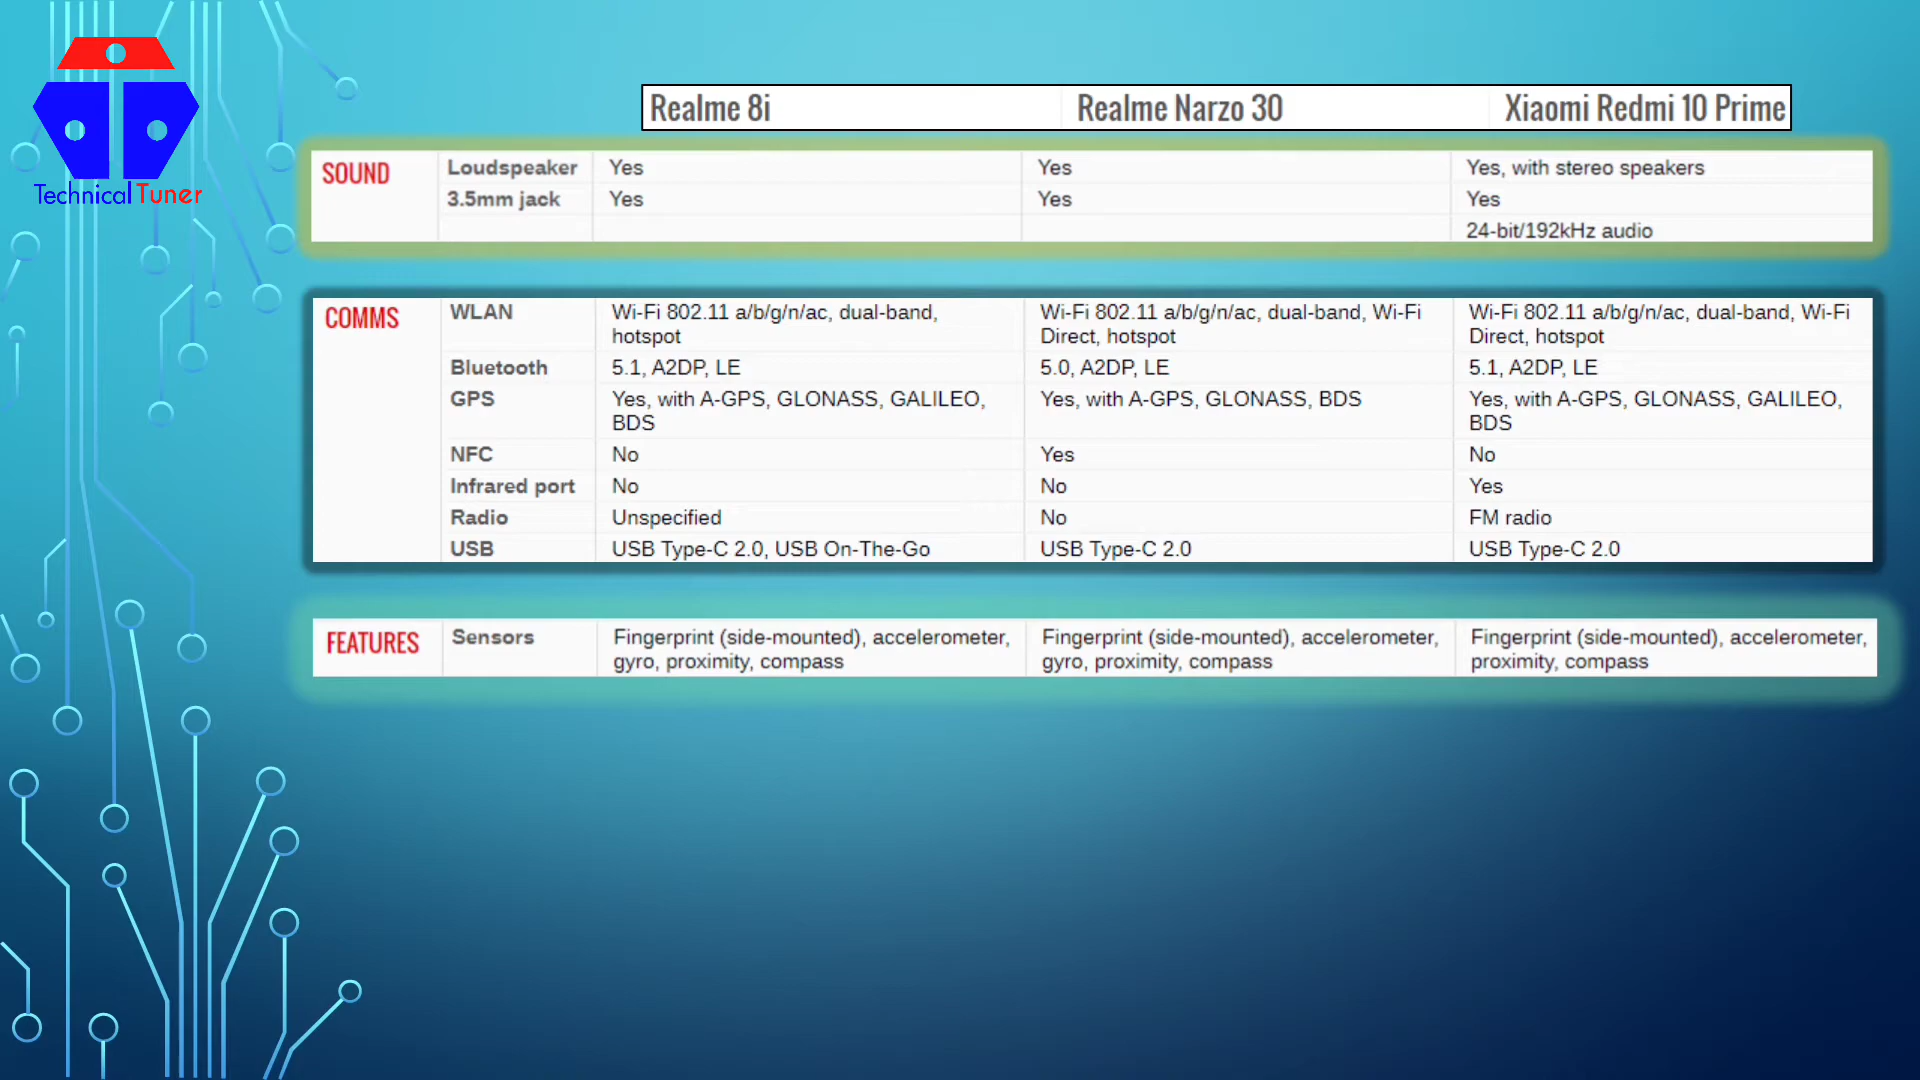 Technical Tuner
Realme 8i Realme Narzo 30 Xiaomi Redmi 10 Prime
SOUND Loudspeaker Yes Yes Yes, with stereo speakers
3.5mm jack Yes Yes Yes
24-bit/192kHz audio
COMMS WLAN Wi-Fi 802.11 a/b/g/n/ac, dual-band, Wi-Fi 802.11 a/b/g/n/ac, dual-band, Wi-Fi Wi-Fi 802.11 a/b/g/n/ac, dual-band, Wi-Fi
hotspot Direct, hotspot Direct, hotspot
Bluetooth 5.1, A2DP, LE 5.0, A2DP, LE 5.1, A2DP, LE
GPS Yes, with A-GPS, GLONASS, GALILEO, Yes, with A-GPS, GLONASS, BDS Yes, with A-GPS, GLONASS, GALILEO,
BDS BDS
NFC No Yes No
Infrared port No No Yes
Radio Unspecified No FM radio
USB USB Type-C 2.0, USB On-The-Go USB Type-C 2.0 USB Type-C 2.0
FEATURES Sensors Fingerprint (side-mounted), accelerometer, Fingerprint (side-mounted), accelerometer, Fingerprint (side-mounted), accelerometer,
gyro, proximity, compass gyro, proximity, compass proximity, compass